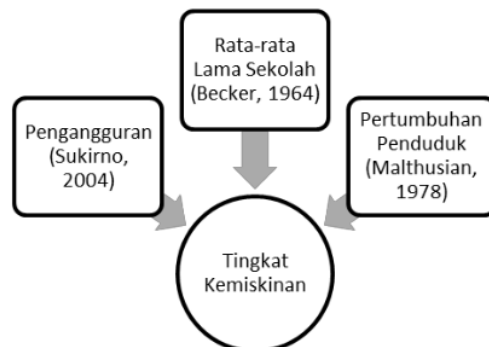 Rata-rata
Lama Sekolah
(Becker, 1964)
Pengangguran
(Sukirno,
2004)
Pertumbuhan
Penduduk
(Malthusian,
1978)
Tingkat
Kemiskinan